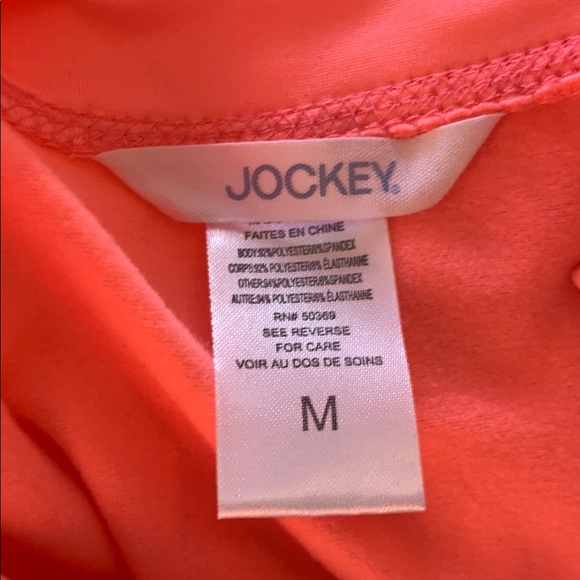 JOCKEY®
FAITES EN CHINE
BODY:92%POLYESTER/8%SPANDEX
CORPS:92% POLYESTER/8% ÉLASTHANNE
OTHER:94%POLYESTER/6%SPANDEX
AUTRE:94% POLYESTER/6% ÉLASTHANNE
RN# 50369
SEE REVERSE
FOR CARE
VOIR AU DOS DE SOINS
M